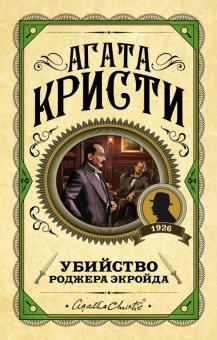 АГАТА
КРИСТИ
1926
УБИЙСТВО
РОДЖЕРА ЭКРОЙДА
Agatha Christie